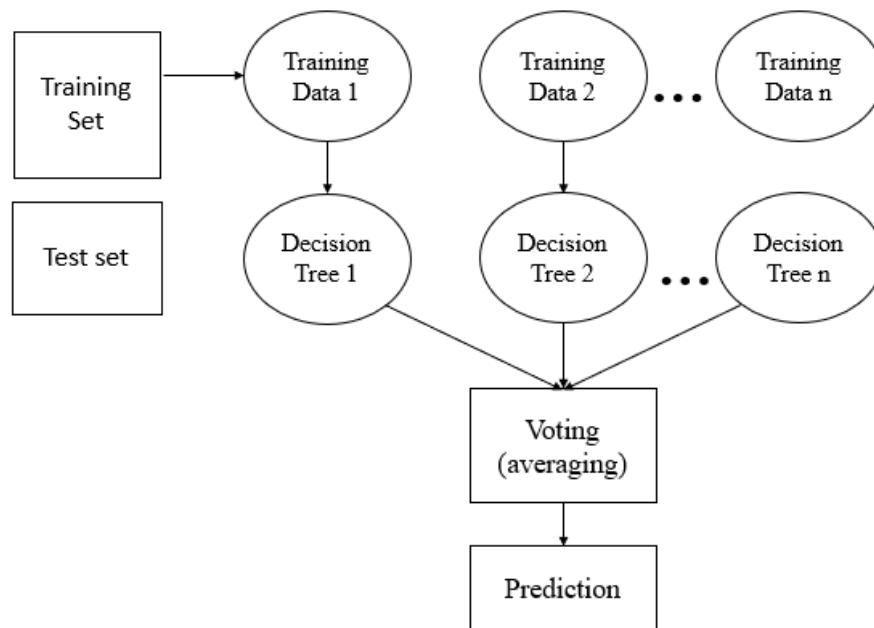 Training
Set
Training
Data 1
Training
Data 2
Training
Data n
Test set
Decision
Tree 1
Decision
Tree 2
Decision
Tree n
Voting
(averaging)
Prediction